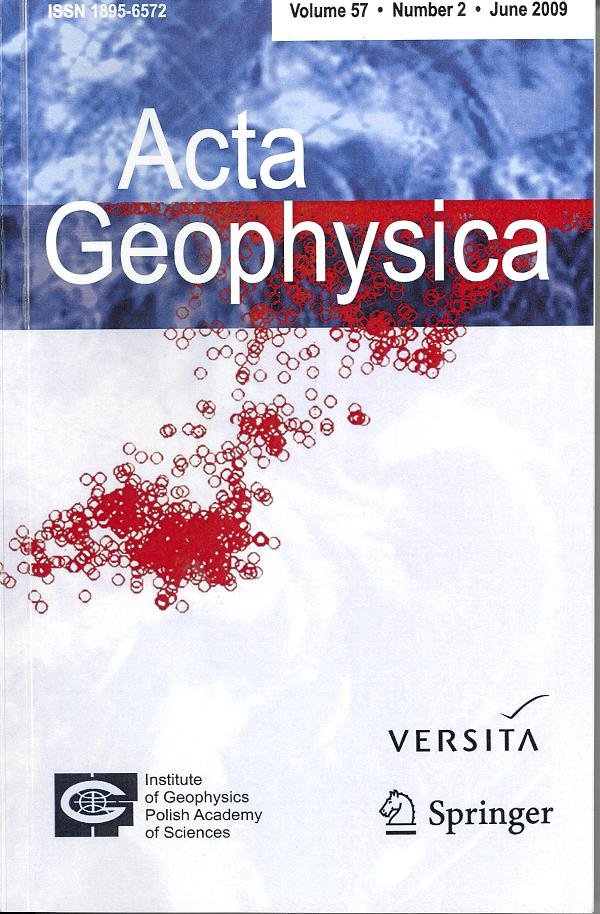 ISSN 1895-6572
Volume 57 • Number 2 • June 2009
Acta
Geophysica
VERSITA
Institute
of Geophysics
Polish Academy
of Sciences
Springer